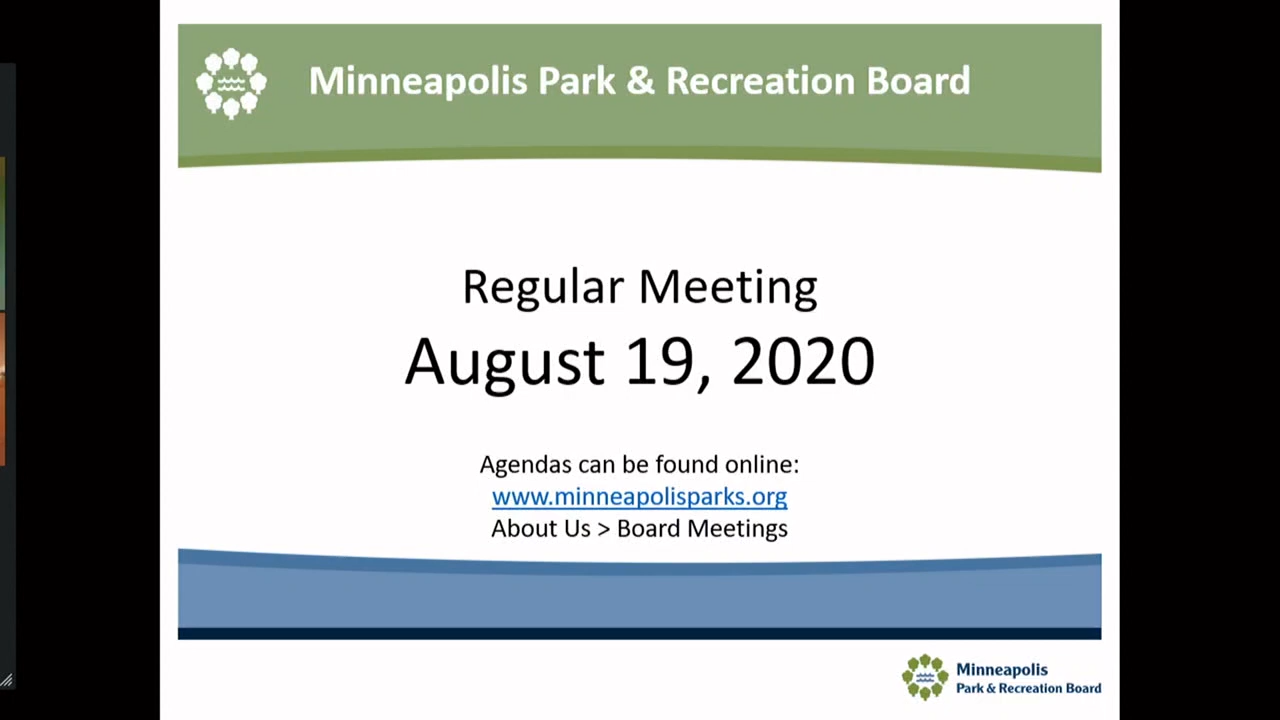 Minneapolis Park & Recreation Board
Regular Meeting
August 19, 2020
Agendas can be found online:
www.minneapolisparks.org
About Us > Board Meetings
Minneapolis
Park & Recreation Board